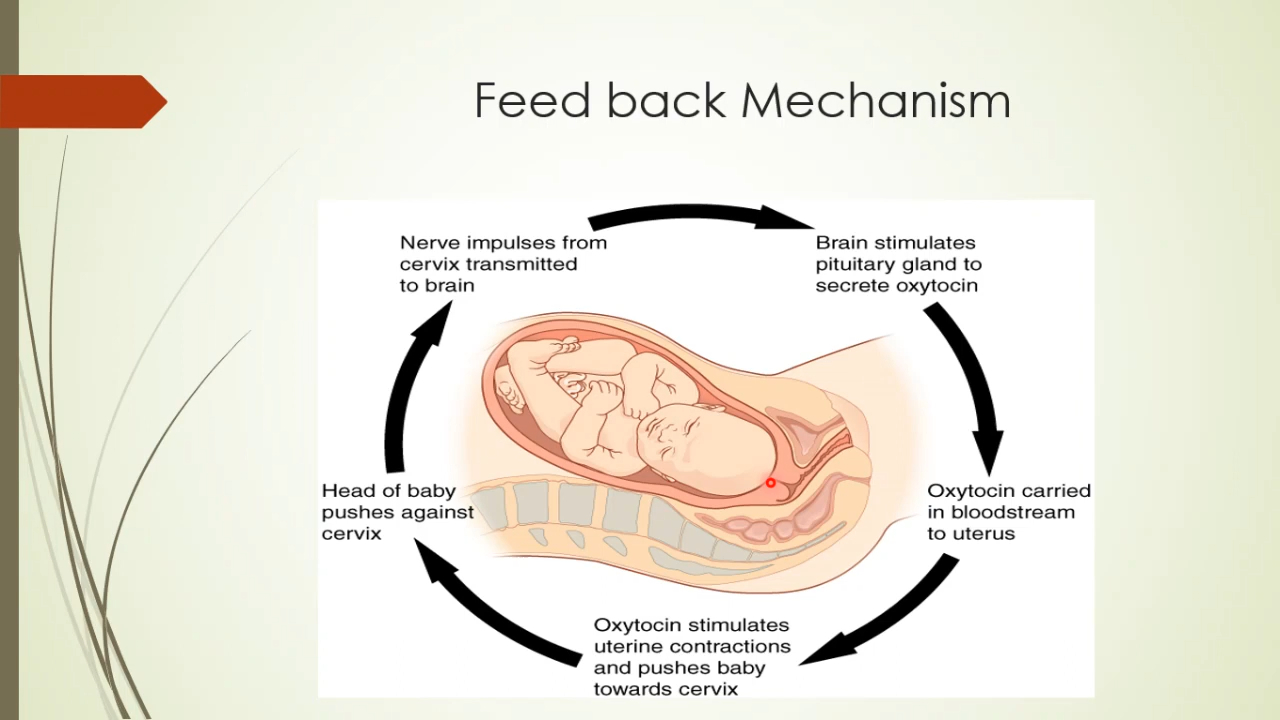 Feed back Mechanism
Nerve impulses from
cervix transmitted
to brain
Brain stimulates
pituitary gland to
secrete oxytocin
Head of baby
pushes against
cervix
Oxytocin carried
in bloodstream
to uterus
Oxytocin stimulates
uterine contractions
and pushes baby
towards cervix